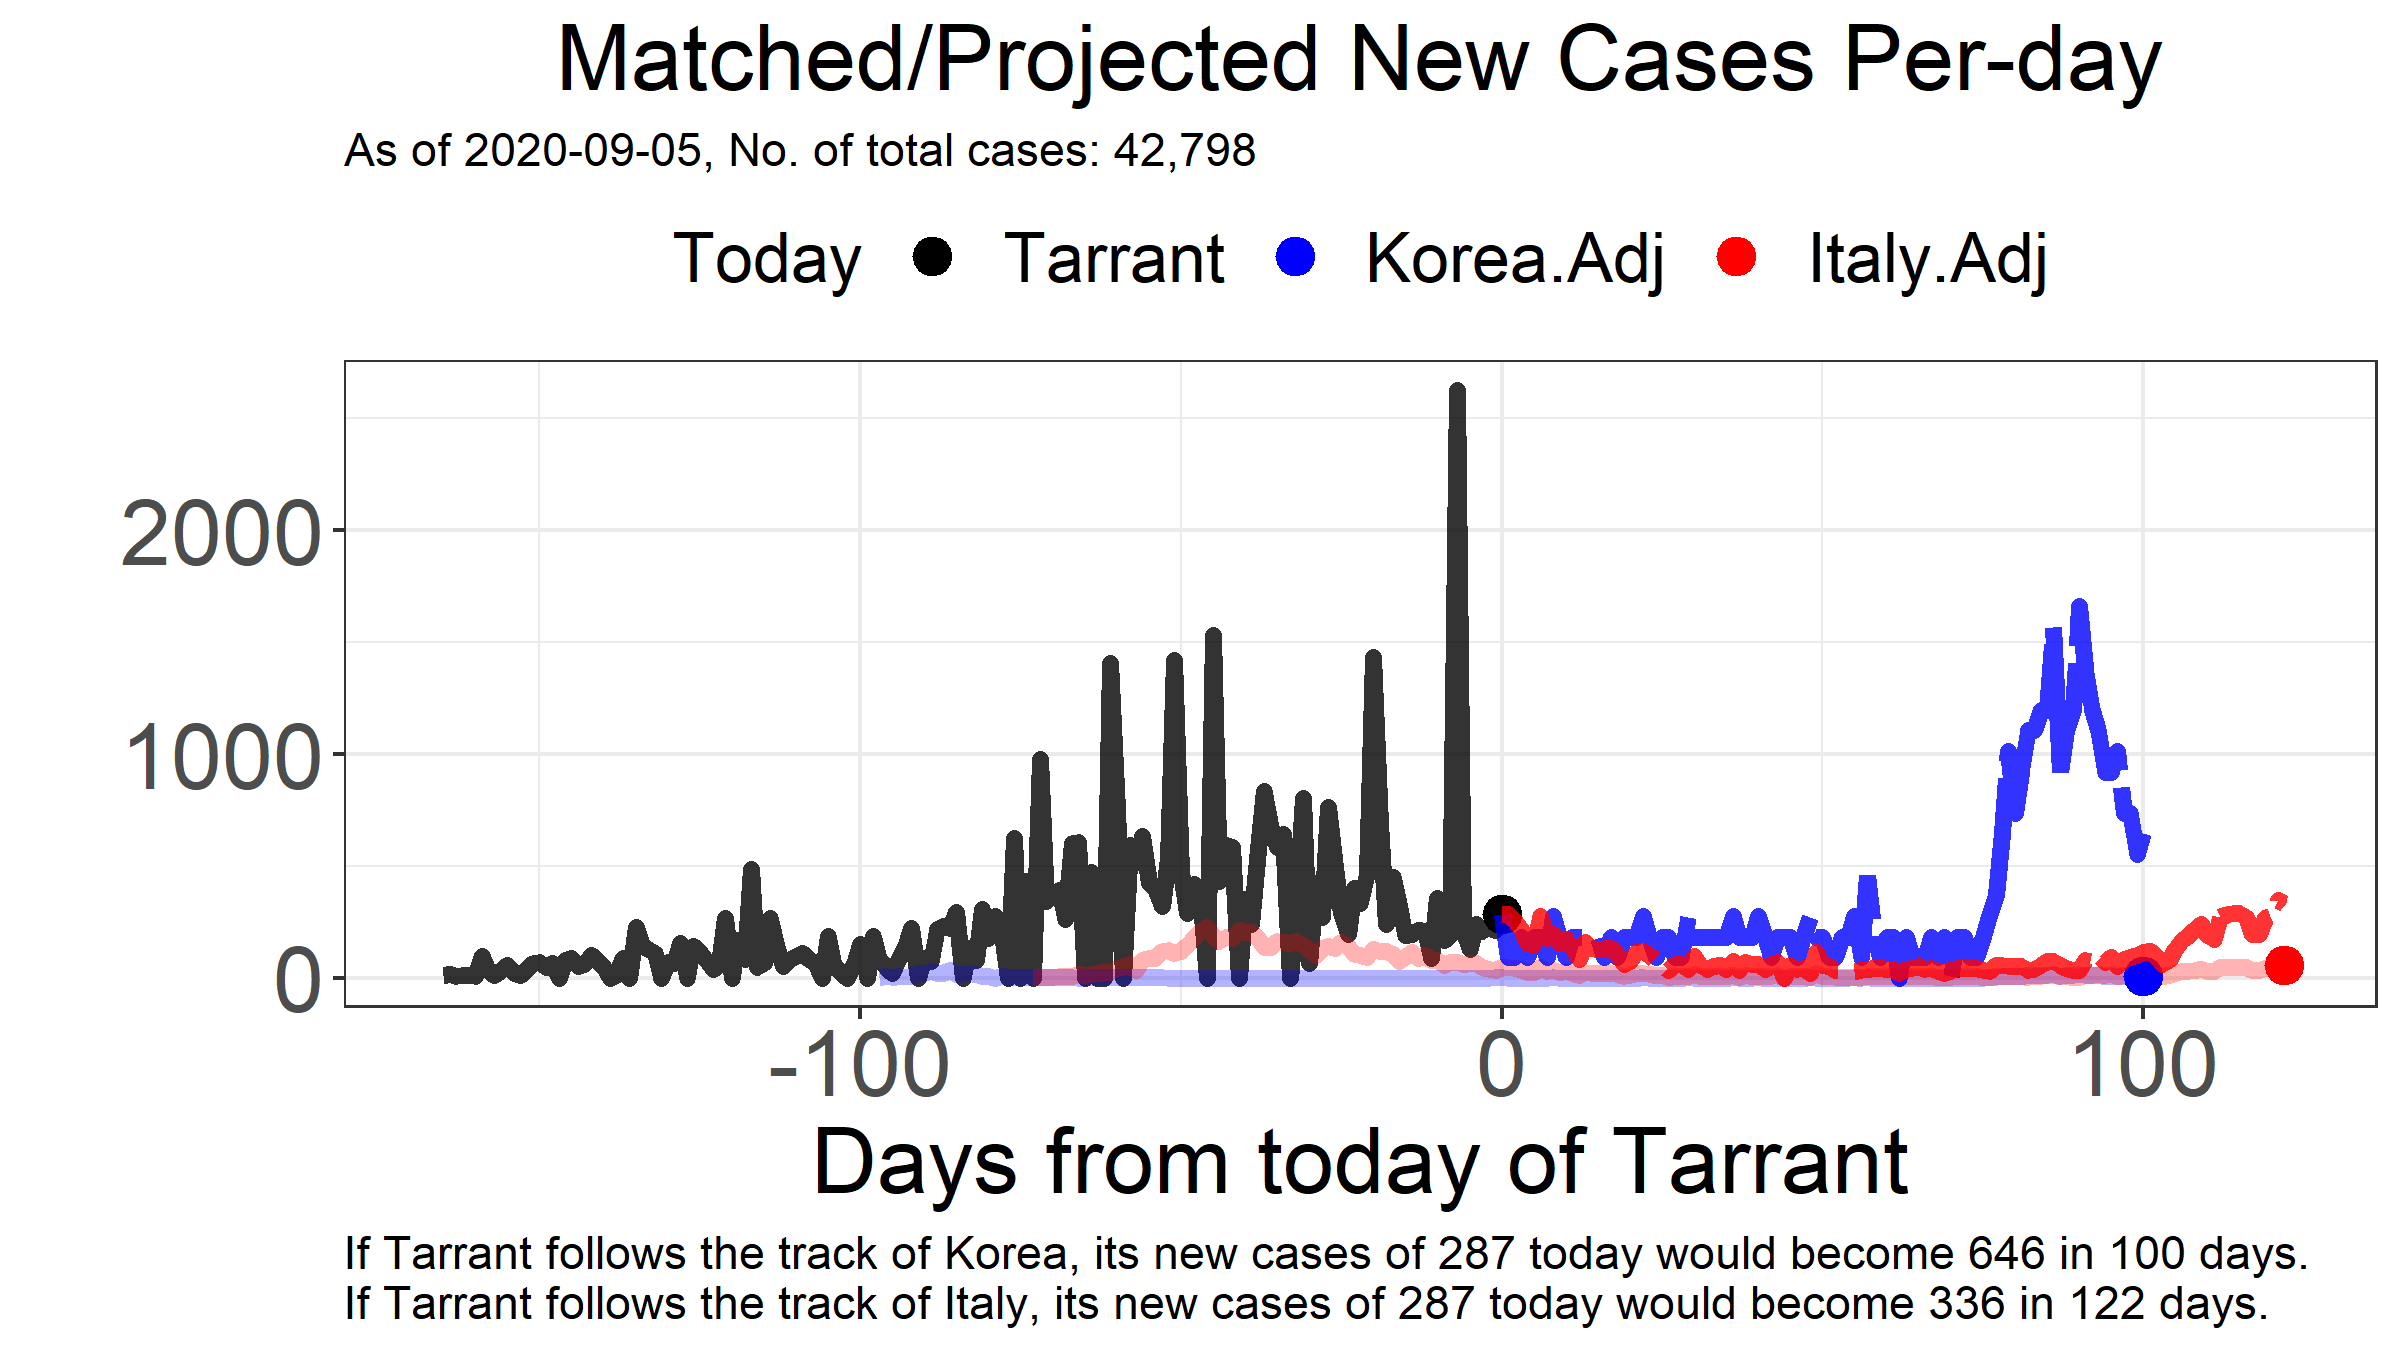 Matched/Projected New Cases Per-day
As of 2020-09-05, No. of total cases: 42,798
Today Tarrant Korea.Adj Italy.Adj
2000
1000
0
-100 0 100
Days from today of Tarrant
If Tarrant follows the track of Korea, its new cases of 287 today would become 646 in 100 days.
If Tarrant follows the track of Italy, its new cases of 287 today would become 336 in 122 days.